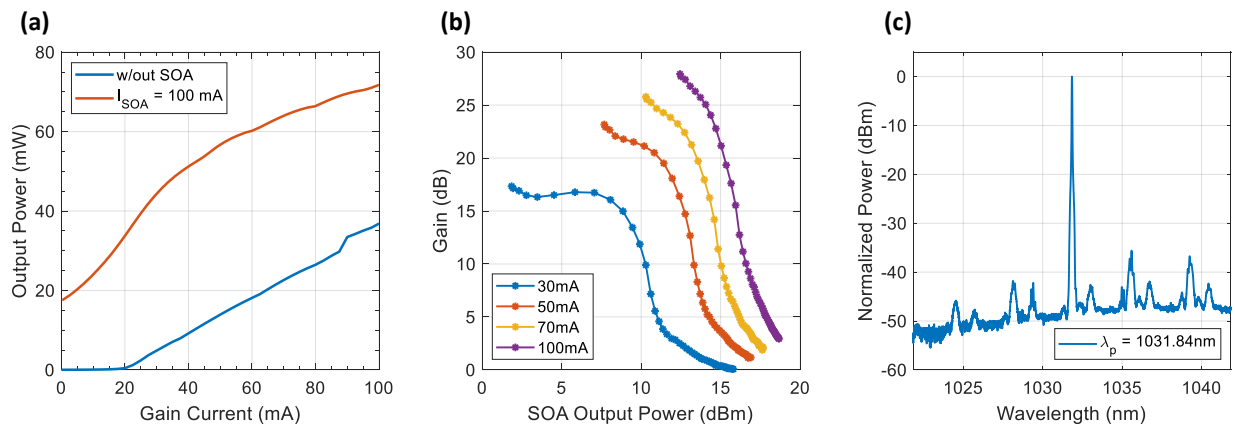 (a)
80
60
40
20
0
0 20 40 60 80 100
Output Power (mW)
Gain Current (mA)
w/out SOA
I_SOA = 100 mA
(b)
30
25
20
15
10
5
0
0 5 10 15 20
Gain (dB)
SOA Output Power (dBm)
30mA
50mA
70mA
100mA
(c)
0
-10
-20
-30
-40
-50
-60
1025 1030 1035 1040
Normalized Power (dBm)
Wavelength (nm)
λ_p = 1031.84nm